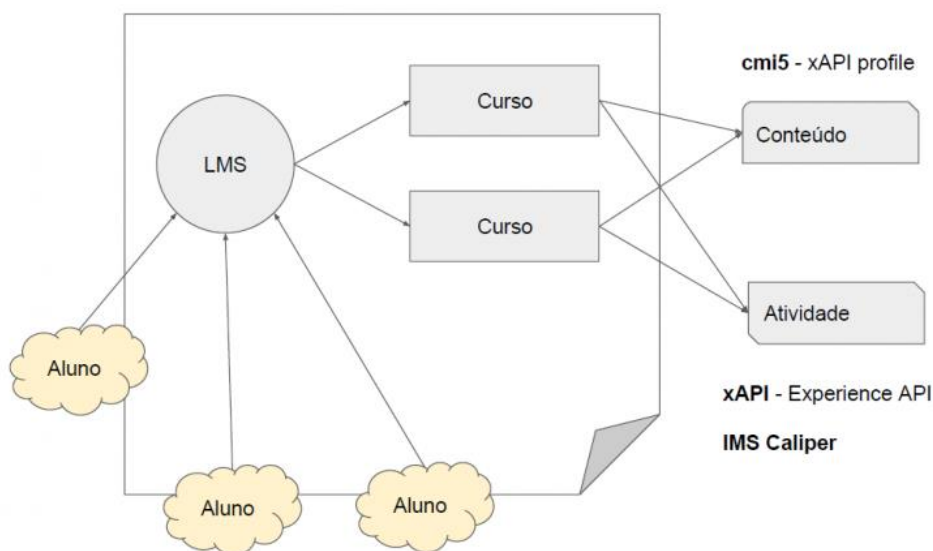 cmi5 - xAPI profile
Curso
Conteúdo
LMS
Curso
Atividade
Aluno
xAPI - Experience API
IMS Caliper
Aluno
Aluno